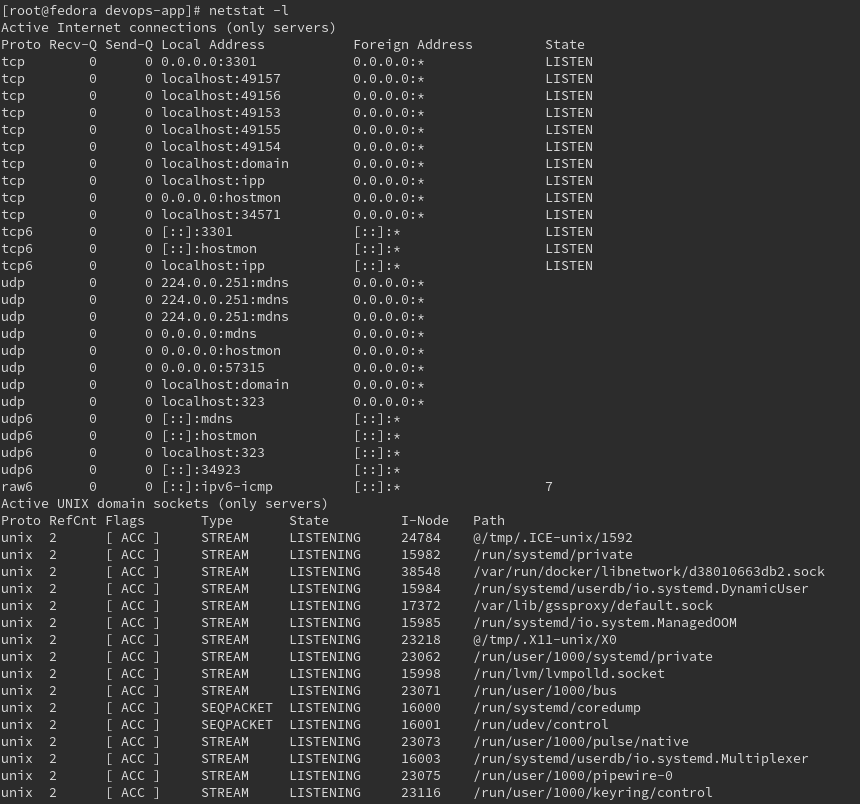 [root@fedora devops-app]# netstat -l
Active Internet connections (only servers)
Proto Recv-Q Send-Q Local Address           Foreign Address         State
tcp        0      0 0.0.0.0:3301            0.0.0.0:*               LISTEN
tcp        0      0 localhost:49157         0.0.0.0:*               LISTEN
tcp        0      0 localhost:49156         0.0.0.0:*               LISTEN
tcp        0      0 localhost:49153         0.0.0.0:*               LISTEN
tcp        0      0 localhost:49155         0.0.0.0:*               LISTEN
tcp        0      0 localhost:49154         0.0.0.0:*               LISTEN
tcp        0      0 localhost:domain        0.0.0.0:*               LISTEN
tcp        0      0 localhost:ipp           0.0.0.0:*               LISTEN
tcp        0      0 0.0.0.0:hostmon         0.0.0.0:*               LISTEN
tcp        0      0 localhost:34571         0.0.0.0:*               LISTEN
tcp6       0      0 [::]:3301               [::]:*                  LISTEN
tcp6       0      0 [::]:hostmon            [::]:*                  LISTEN
tcp6       0      0 localhost:ipp           [::]:*                  LISTEN
udp        0      0 224.0.0.251:mdns        0.0.0.0:*
udp        0      0 224.0.0.251:mdns        0.0.0.0:*
udp        0      0 224.0.0.251:mdns        0.0.0.0:*
udp        0      0 0.0.0.0:mdns            0.0.0.0:*
udp        0      0 0.0.0.0:hostmon         0.0.0.0:*
udp        0      0 0.0.0.0:57315           0.0.0.0:*
udp        0      0 localhost:domain        0.0.0.0:*
udp        0      0 localhost:323           0.0.0.0:*
udp6       0      0 [::]:mdns               [::]:*
udp6       0      0 [::]:hostmon            [::]:*
udp6       0      0 localhost:323           [::]:*
udp6       0      0 [::]:34923              [::]:*
raw6       0      0 [::]:ipv6-icmp          [::]:*                  7
Active UNIX domain sockets (only servers)
Proto RefCnt Flags       Type       State         I-Node   Path
unix  2      [ ACC ]     STREAM     LISTENING     24784    @/tmp/.ICE-unix/1592
unix  2      [ ACC ]     STREAM     LISTENING     15982    /run/systemd/private
unix  2      [ ACC ]     STREAM     LISTENING     38548    /var/run/docker/libnetwork/d38010663db2.sock
unix  2      [ ACC ]     STREAM     LISTENING     15984    /run/systemd/userdb/io.systemd.DynamicUser
unix  2      [ ACC ]     STREAM     LISTENING     17372    /var/lib/gssproxy/default.sock
unix  2      [ ACC ]     STREAM     LISTENING     15985    /run/systemd/io.system.ManagedOOM
unix  2      [ ACC ]     STREAM     LISTENING     23218    @/tmp/.X11-unix/X0
unix  2      [ ACC ]     STREAM     LISTENING     23062    /run/user/1000/systemd/private
unix  2      [ ACC ]     STREAM     LISTENING     15998    /run/lvm/lvmpolld.socket
unix  2      [ ACC ]     STREAM     LISTENING     23071    /run/user/1000/bus
unix  2      [ ACC ]     SEQPACKET  LISTENING     16000    /run/systemd/coredump
unix  2      [ ACC ]     SEQPACKET  LISTENING     16001    /run/udev/control
unix  2      [ ACC ]     STREAM     LISTENING     23073    /run/user/1000/pulse/native
unix  2      [ ACC ]     STREAM     LISTENING     16003    /run/systemd/userdb/io.systemd.Multiplexer
unix  2      [ ACC ]     STREAM     LISTENING     23075    /run/user/1000/pipewire-0
unix  2      [ ACC ]     STREAM     LISTENING     23116    /run/user/1000/keyring/control